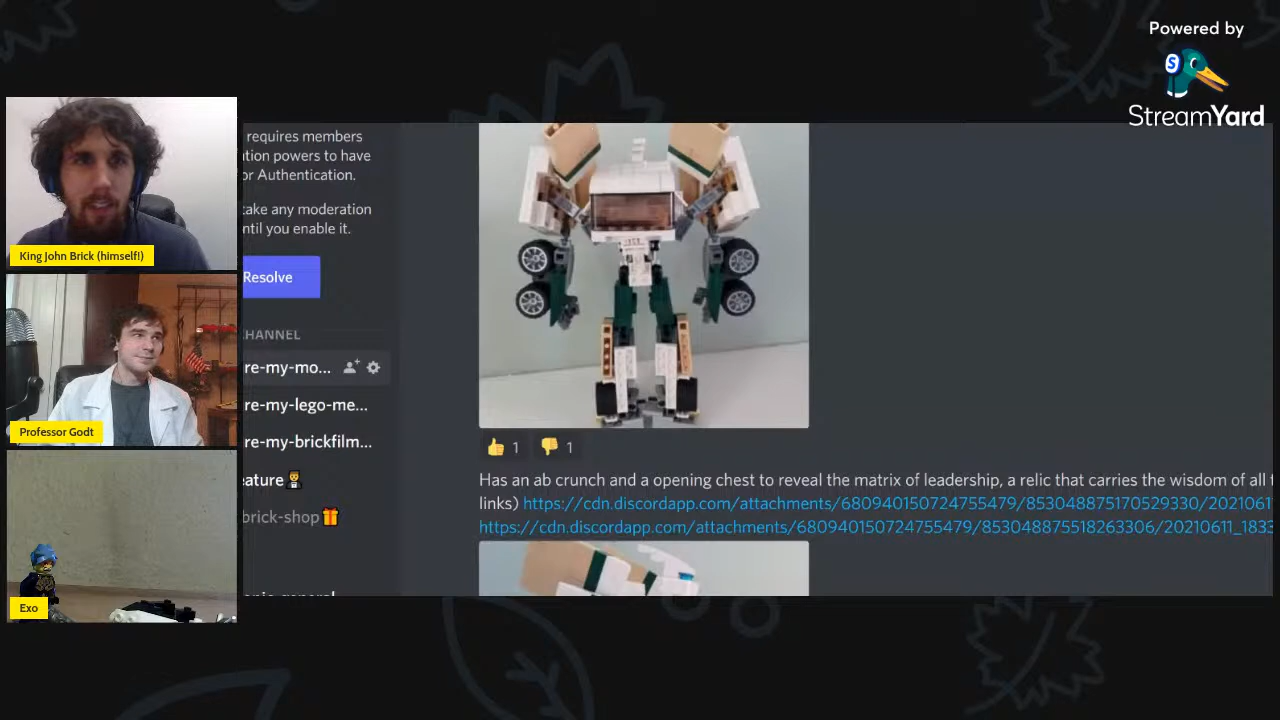 Powered by
StreamYard
King John Brick (himself!)
Professor Godt
Exo
requires members
tion powers to have
or Authentication.
take any moderation
ntil you enable it.
Resolve
HANNEL
re-my-mo...
re-my-lego-me...
re-my-brickfilm...
eature
brick-shop
1
1
Has an ab crunch and a opening chest to reveal the matrix of leadership, a relic that carries the wisdom of all
links) https://cdn.discordapp.com/attachments/680940150724755479/853048875170529330/2021061
https://cdn.discordapp.com/attachments/680940150724755479/853048875518263306/20210611_1833